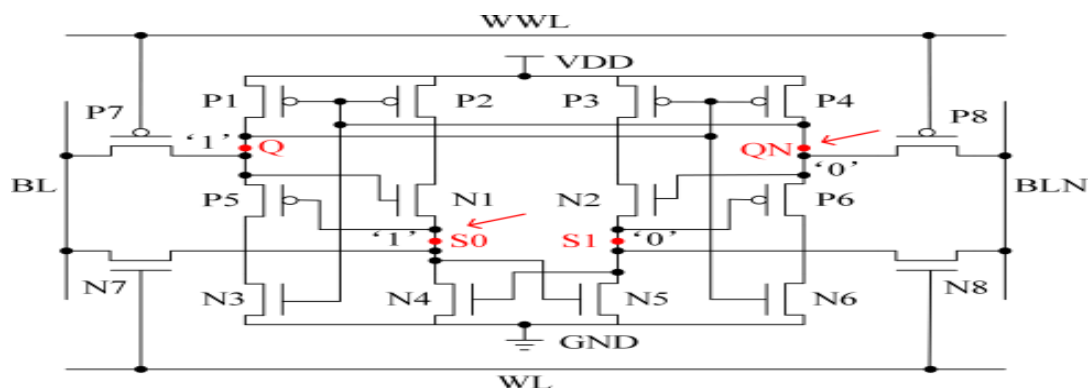 WWL
VDD
P1 P2 P3 P4
P7 '1' Q QN '0' P8
BL P5 N1 N2 P6 BLN
'1' S0 S1 '0'
N7 N3 N4 N5 N6 N8
GND
WL